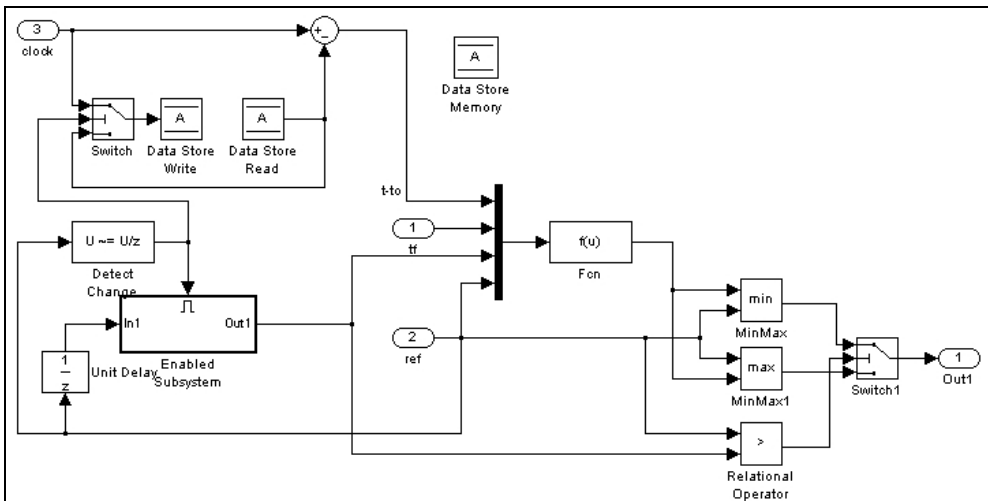 3
clock
+
−
A
Data Store
Memory
Switch
A
Data Store
Write
A
Data Store
Read
t-to
1
tf
U ~= U/z
Detect
Change
In1
Out1
Enabled
Subsystem
1
z
Unit Delay
f(u)
Fcn
2
ref
min
MinMax
max
MinMax1
>
Relational
Operator
Switch1
1
Out1